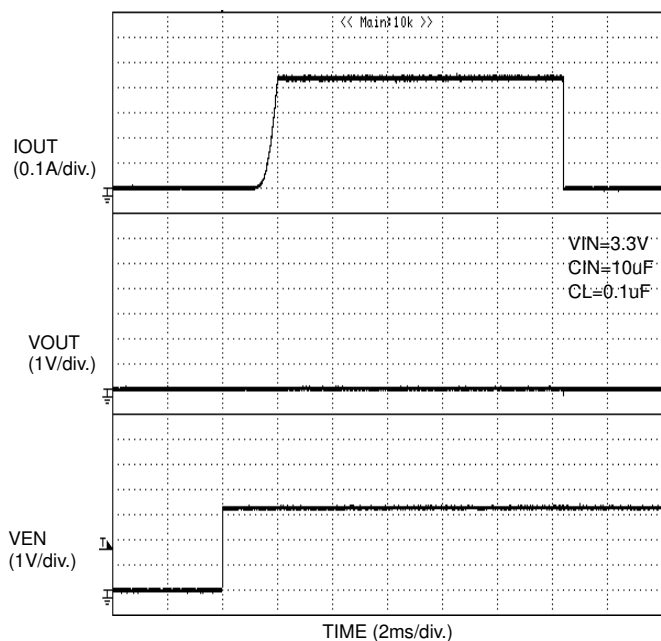 << Main:10k >>
IOUT
(0.1A/div.)
VIN=3.3V
CIN=10uF
CL=0.1uF
VOUT
(1V/div.)
VEN
(1V/div.)
T
TIME (2ms/div.)